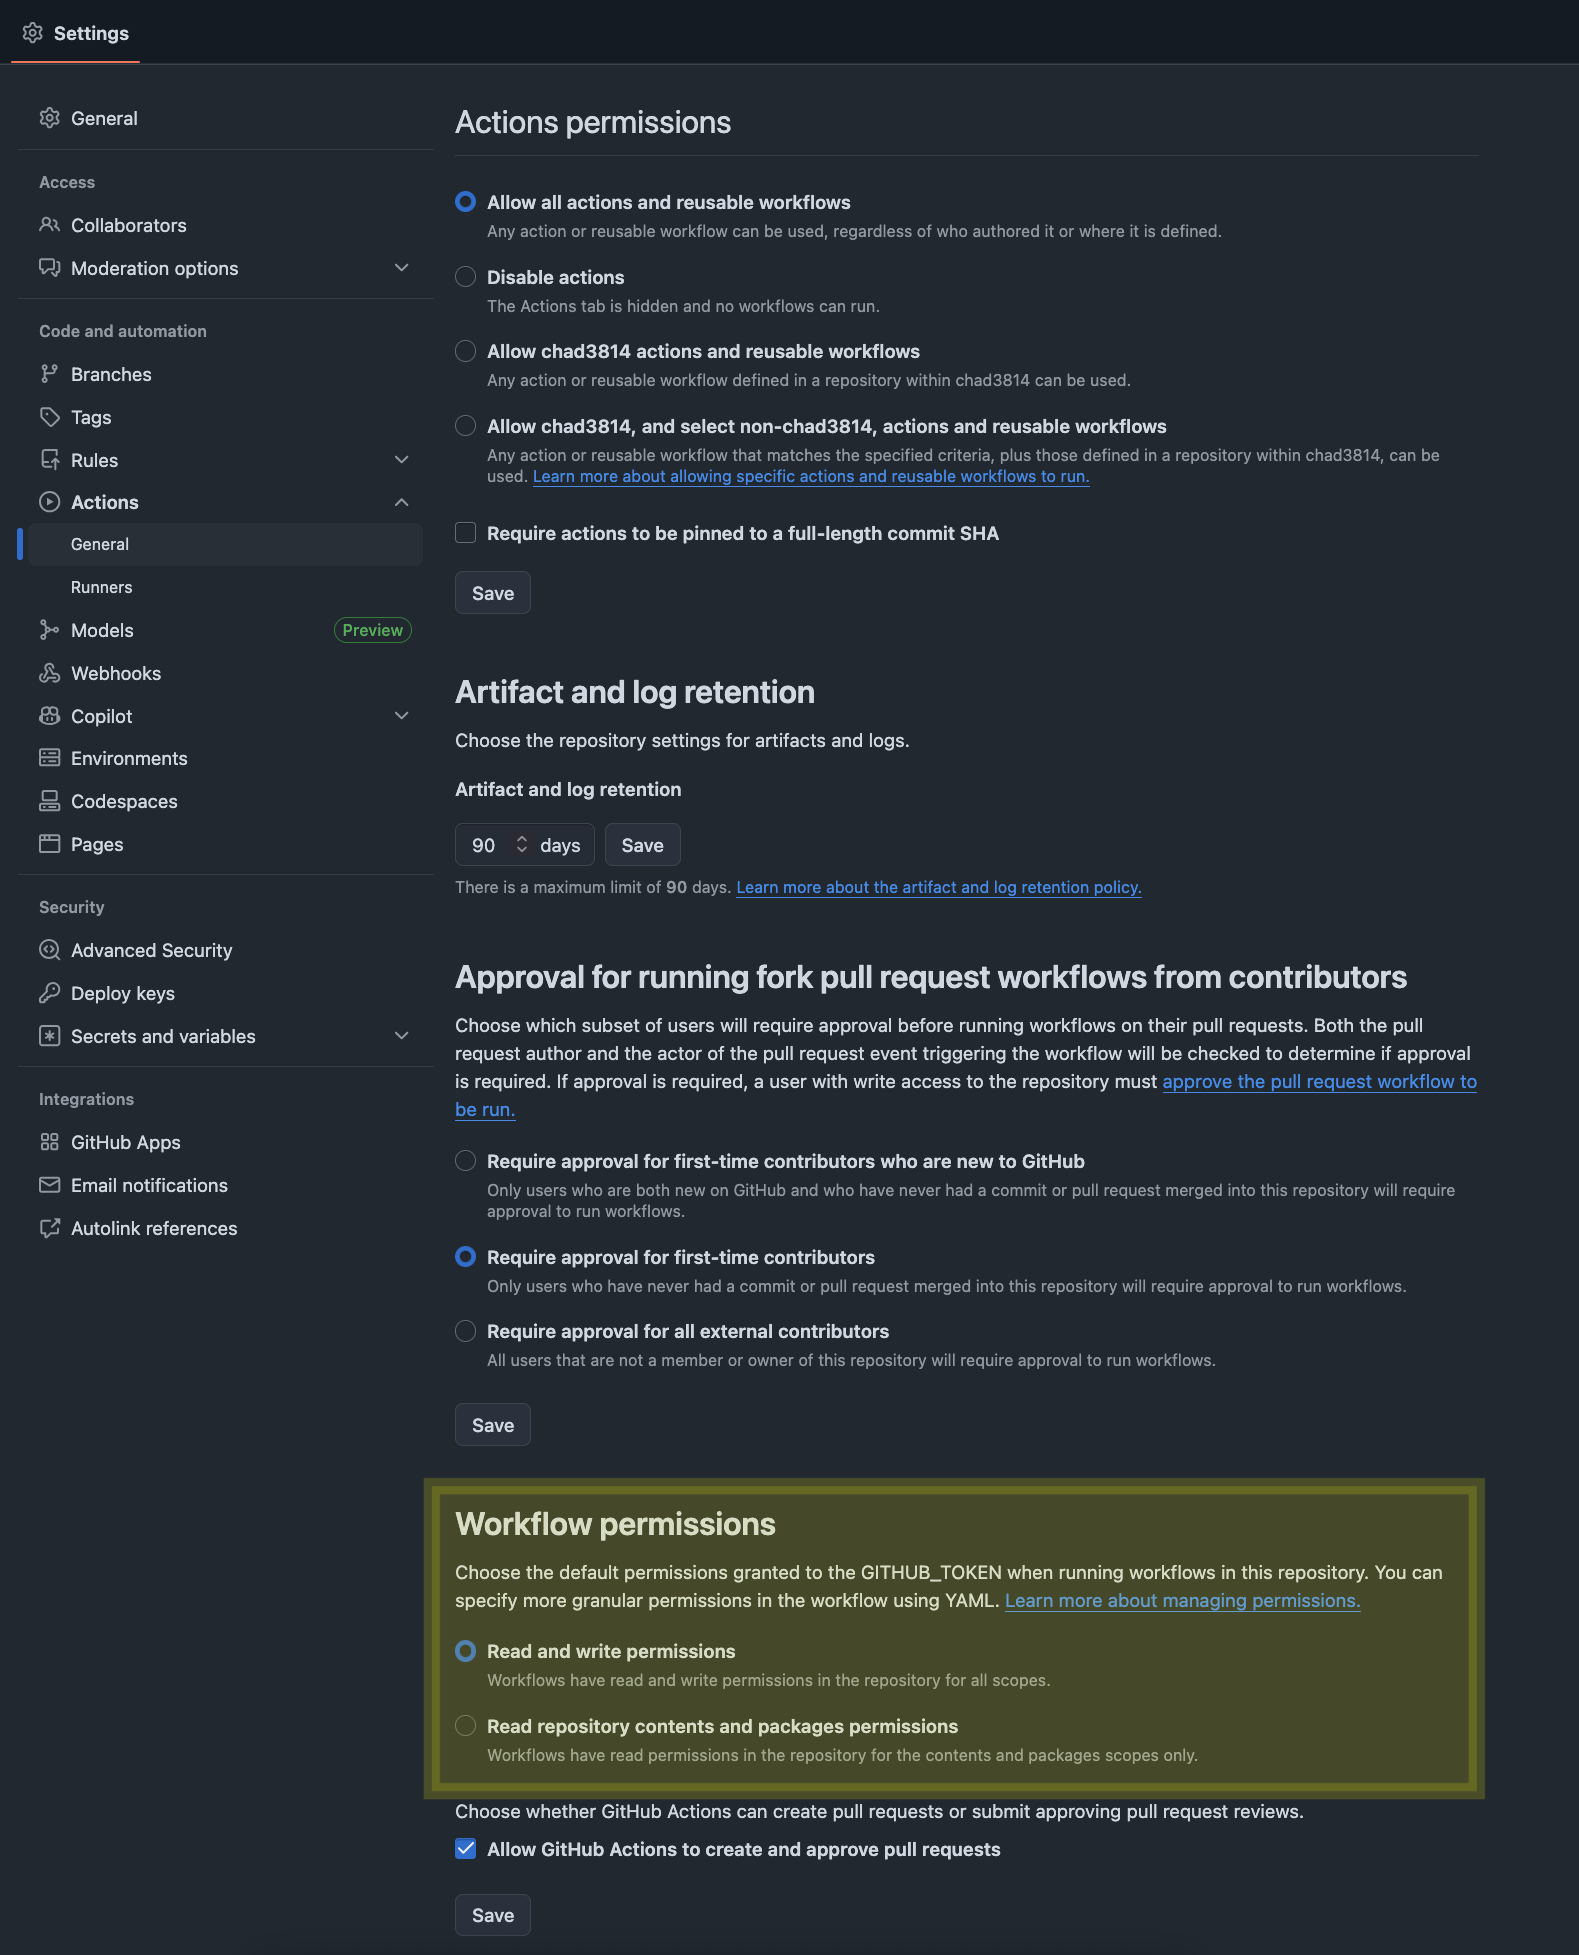 Settings
General
Access
Collaborators
Moderation options
Code and automation
Branches
Tags
Rules
Actions
General
Runners
Models
Preview
Webhooks
Copilot
Environments
Codespaces
Pages
Security
Advanced Security
Deploy keys
Secrets and variables
Integrations
GitHub Apps
Email notifications
Autolink references
Actions permissions
Allow all actions and reusable workflows
Any action or reusable workflow can be used, regardless of who authored it or where it is defined.
Disable actions
The Actions tab is hidden and no workflows can run.
Allow chad3814 actions and reusable workflows
Any action or reusable workflow defined in a repository within chad3814 can be used.
Allow chad3814, and select non-chad3814, actions and reusable workflows
Any action or reusable workflow that matches the specified criteria, plus those defined in a repository within chad3814, can be
used. Learn more about allowing specific actions and reusable workflows to run.
Require actions to be pinned to a full-length commit SHA
Save
Artifact and log retention
Choose the repository settings for artifacts and logs.
Artifact and log retention
90 days Save
There is a maximum limit of 90 days. Learn more about the artifact and log retention policy.
Approval for running fork pull request workflows from contributors
Choose which subset of users will require approval before running workflows on their pull requests. Both the pull
request author and the actor of the pull request event triggering the workflow will be checked to determine if approval
is required. If approval is required, a user with write access to the repository must approve the pull request workflow to
be run.
Require approval for first-time contributors who are new to GitHub
Only users who are both new on GitHub and who have never had a commit or pull request merged into this repository will require
approval to run workflows.
Require approval for first-time contributors
Only users who have never had a commit or pull request merged into this repository will require approval to run workflows.
Require approval for all external contributors
All users that are not a member or owner of this repository will require approval to run workflows.
Save
Workflow permissions
Choose the default permissions granted to the GITHUB_TOKEN when running workflows in this repository. You can
specify more granular permissions in the workflow using YAML. Learn more about managing permissions.
Read and write permissions
Workflows have read and write permissions in the repository for all scopes.
Read repository contents and packages permissions
Workflows have read permissions in the repository for the contents and packages scopes only.
Choose whether GitHub Actions can create pull requests or submit approving pull request reviews.
Allow GitHub Actions to create and approve pull requests
Save